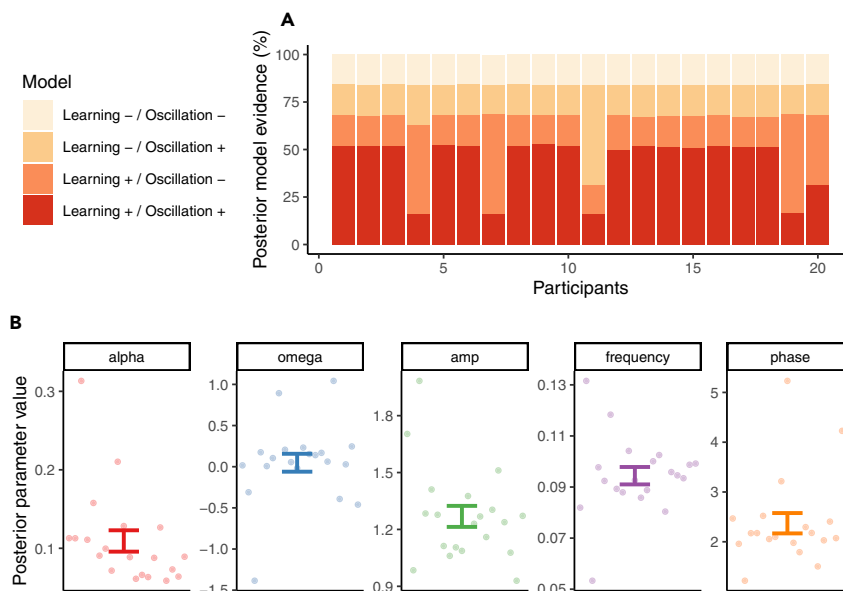 A
Model
Learning − / Oscillation −
Learning − / Oscillation +
Learning + / Oscillation −
Learning + / Oscillation +
Posterior model evidence (%)
100
75
50
25
0
0 5 10 15 20
Participants
B
alpha omega amp frequency phase
Posterior parameter value
0.3
0.2
0.1
1.0
0.5
0.0
−0.5
−1.0
−1.5
1.8
1.5
1.2
0.9
0.13
0.11
0.09
0.07
0.05
5
4
3
2